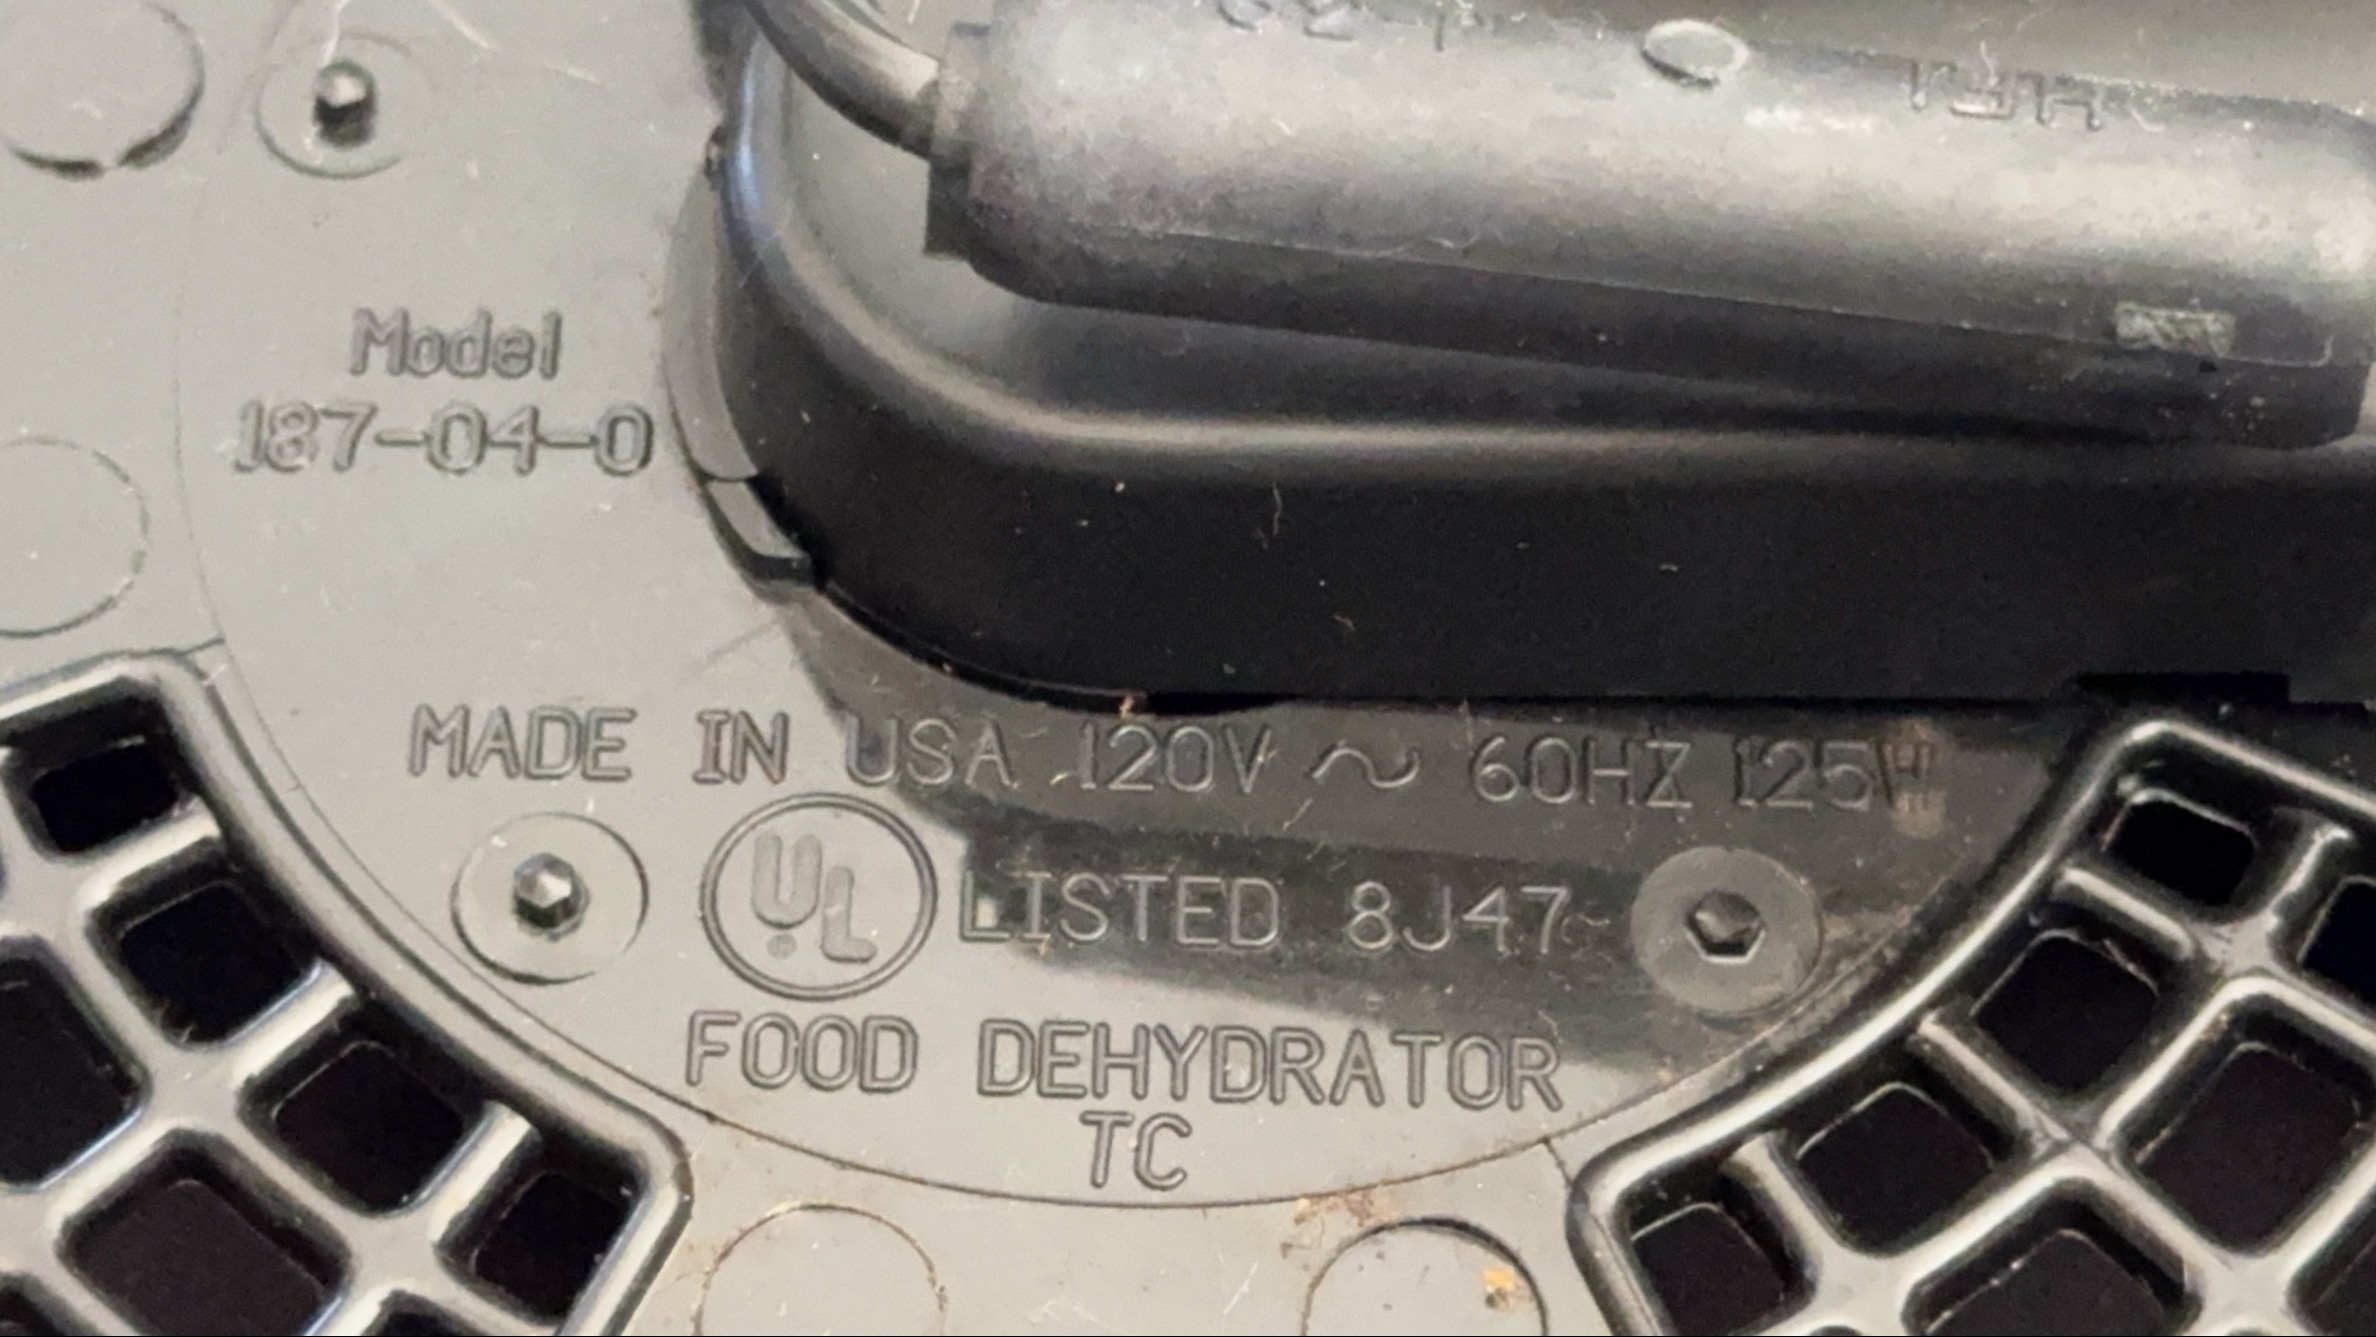 Model
187-04-0
MADE IN USA 120V ~ 60HZ 125W
UL LISTED 8J47
FOOD DEHYDRATOR
TC